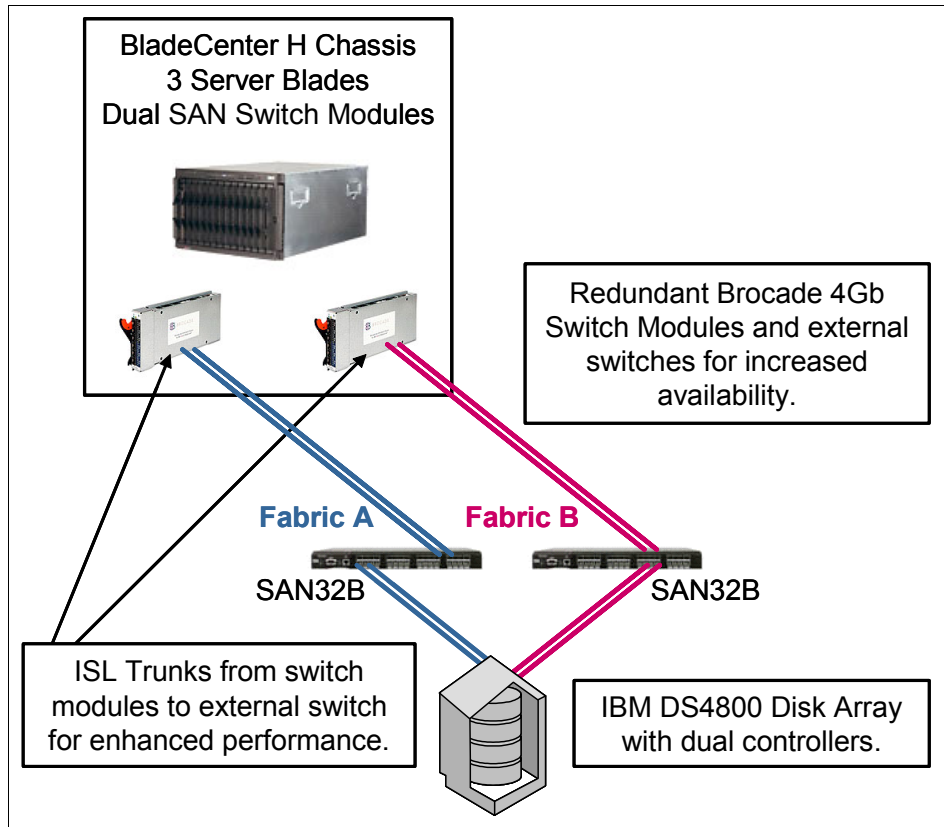 BladeCenter H Chassis
3 Server Blades
Dual SAN Switch Modules
Redundant Brocade 4Gb
Switch Modules and external
switches for increased
availability.
Fabric A
Fabric B
SAN32B
SAN32B
ISL Trunks from switch
modules to external switch
for enhanced performance.
IBM DS4800 Disk Array
with dual controllers.